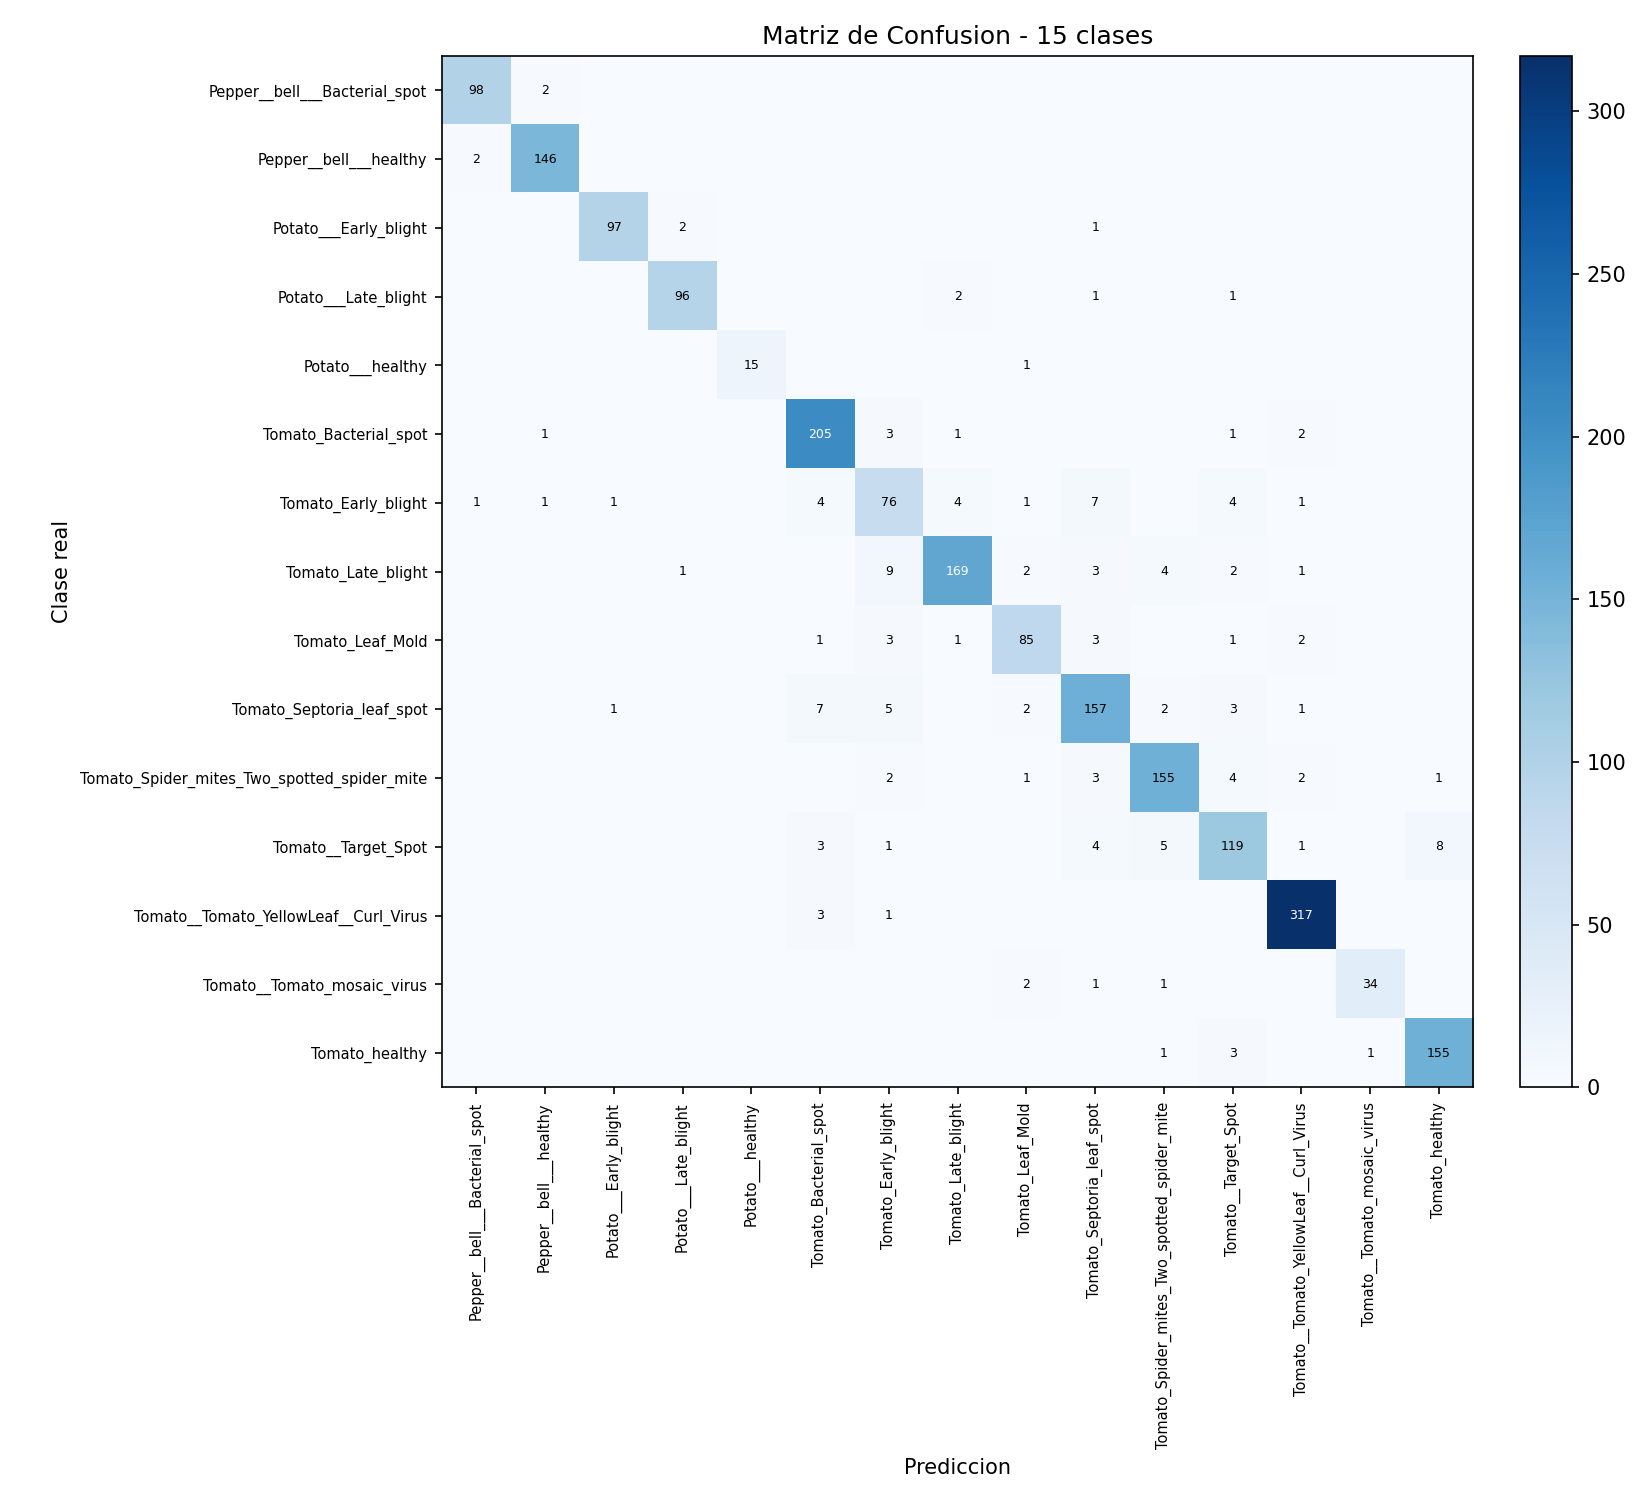 Matriz de Confusion - 15 clases
Pepper__bell___Bacterial_spot 98 2
Pepper__bell___healthy 2 146
Potato___Early_blight 97 2 1
Potato___Late_blight 96 2 1 1
Potato___healthy 15 1
Tomato_Bacterial_spot 1 205 3 1 1 2
Tomato_Early_blight 1 1 1 4 76 4 1 7 4 1
Tomato_Late_blight 1 9 169 2 3 4 2 1
Tomato_Leaf_Mold 1 3 1 85 3 1 2
Tomato_Septoria_leaf_spot 1 7 5 2 157 2 3 1
Tomato_Spider_mites_Two_spotted_spider_mite 2 1 3 155 4 2 1
Tomato__Target_Spot 3 1 4 5 119 1 8
Tomato__Tomato_YellowLeaf__Curl_Virus 3 1 317
Tomato__Tomato_mosaic_virus 2 1 1 34
Tomato_healthy 1 3 1 155
Clase real
Pepper__bell___Bacterial_spot
Pepper__bell___healthy
Potato___Early_blight
Potato___Late_blight
Potato___healthy
Tomato_Bacterial_spot
Tomato_Early_blight
Tomato_Late_blight
Tomato_Leaf_Mold
Tomato_Septoria_leaf_spot
Tomato_Spider_mites_Two_spotted_spider_mite
Tomato__Target_Spot
Tomato__Tomato_YellowLeaf__Curl_Virus
Tomato__Tomato_mosaic_virus
Tomato_healthy
Prediccion
300
250
200
150
100
50
0